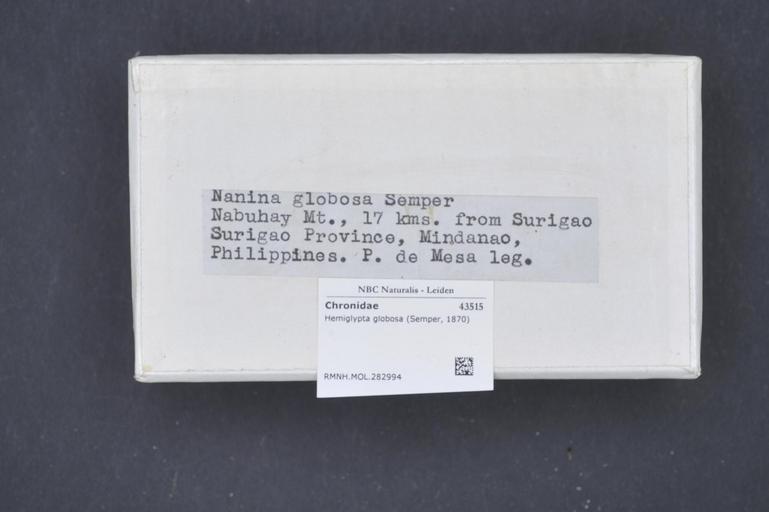 Nanina globosa Semper
Nabuhay Mt., 17 kms. from Surigao
Surigao Province, Mindanao,
Philippines. P. de Mesa leg.
NBC Naturalis - Leiden
Chronidae 43515
Hemiglypta globosa (Semper, 1870)
RMNH.MOL.282994